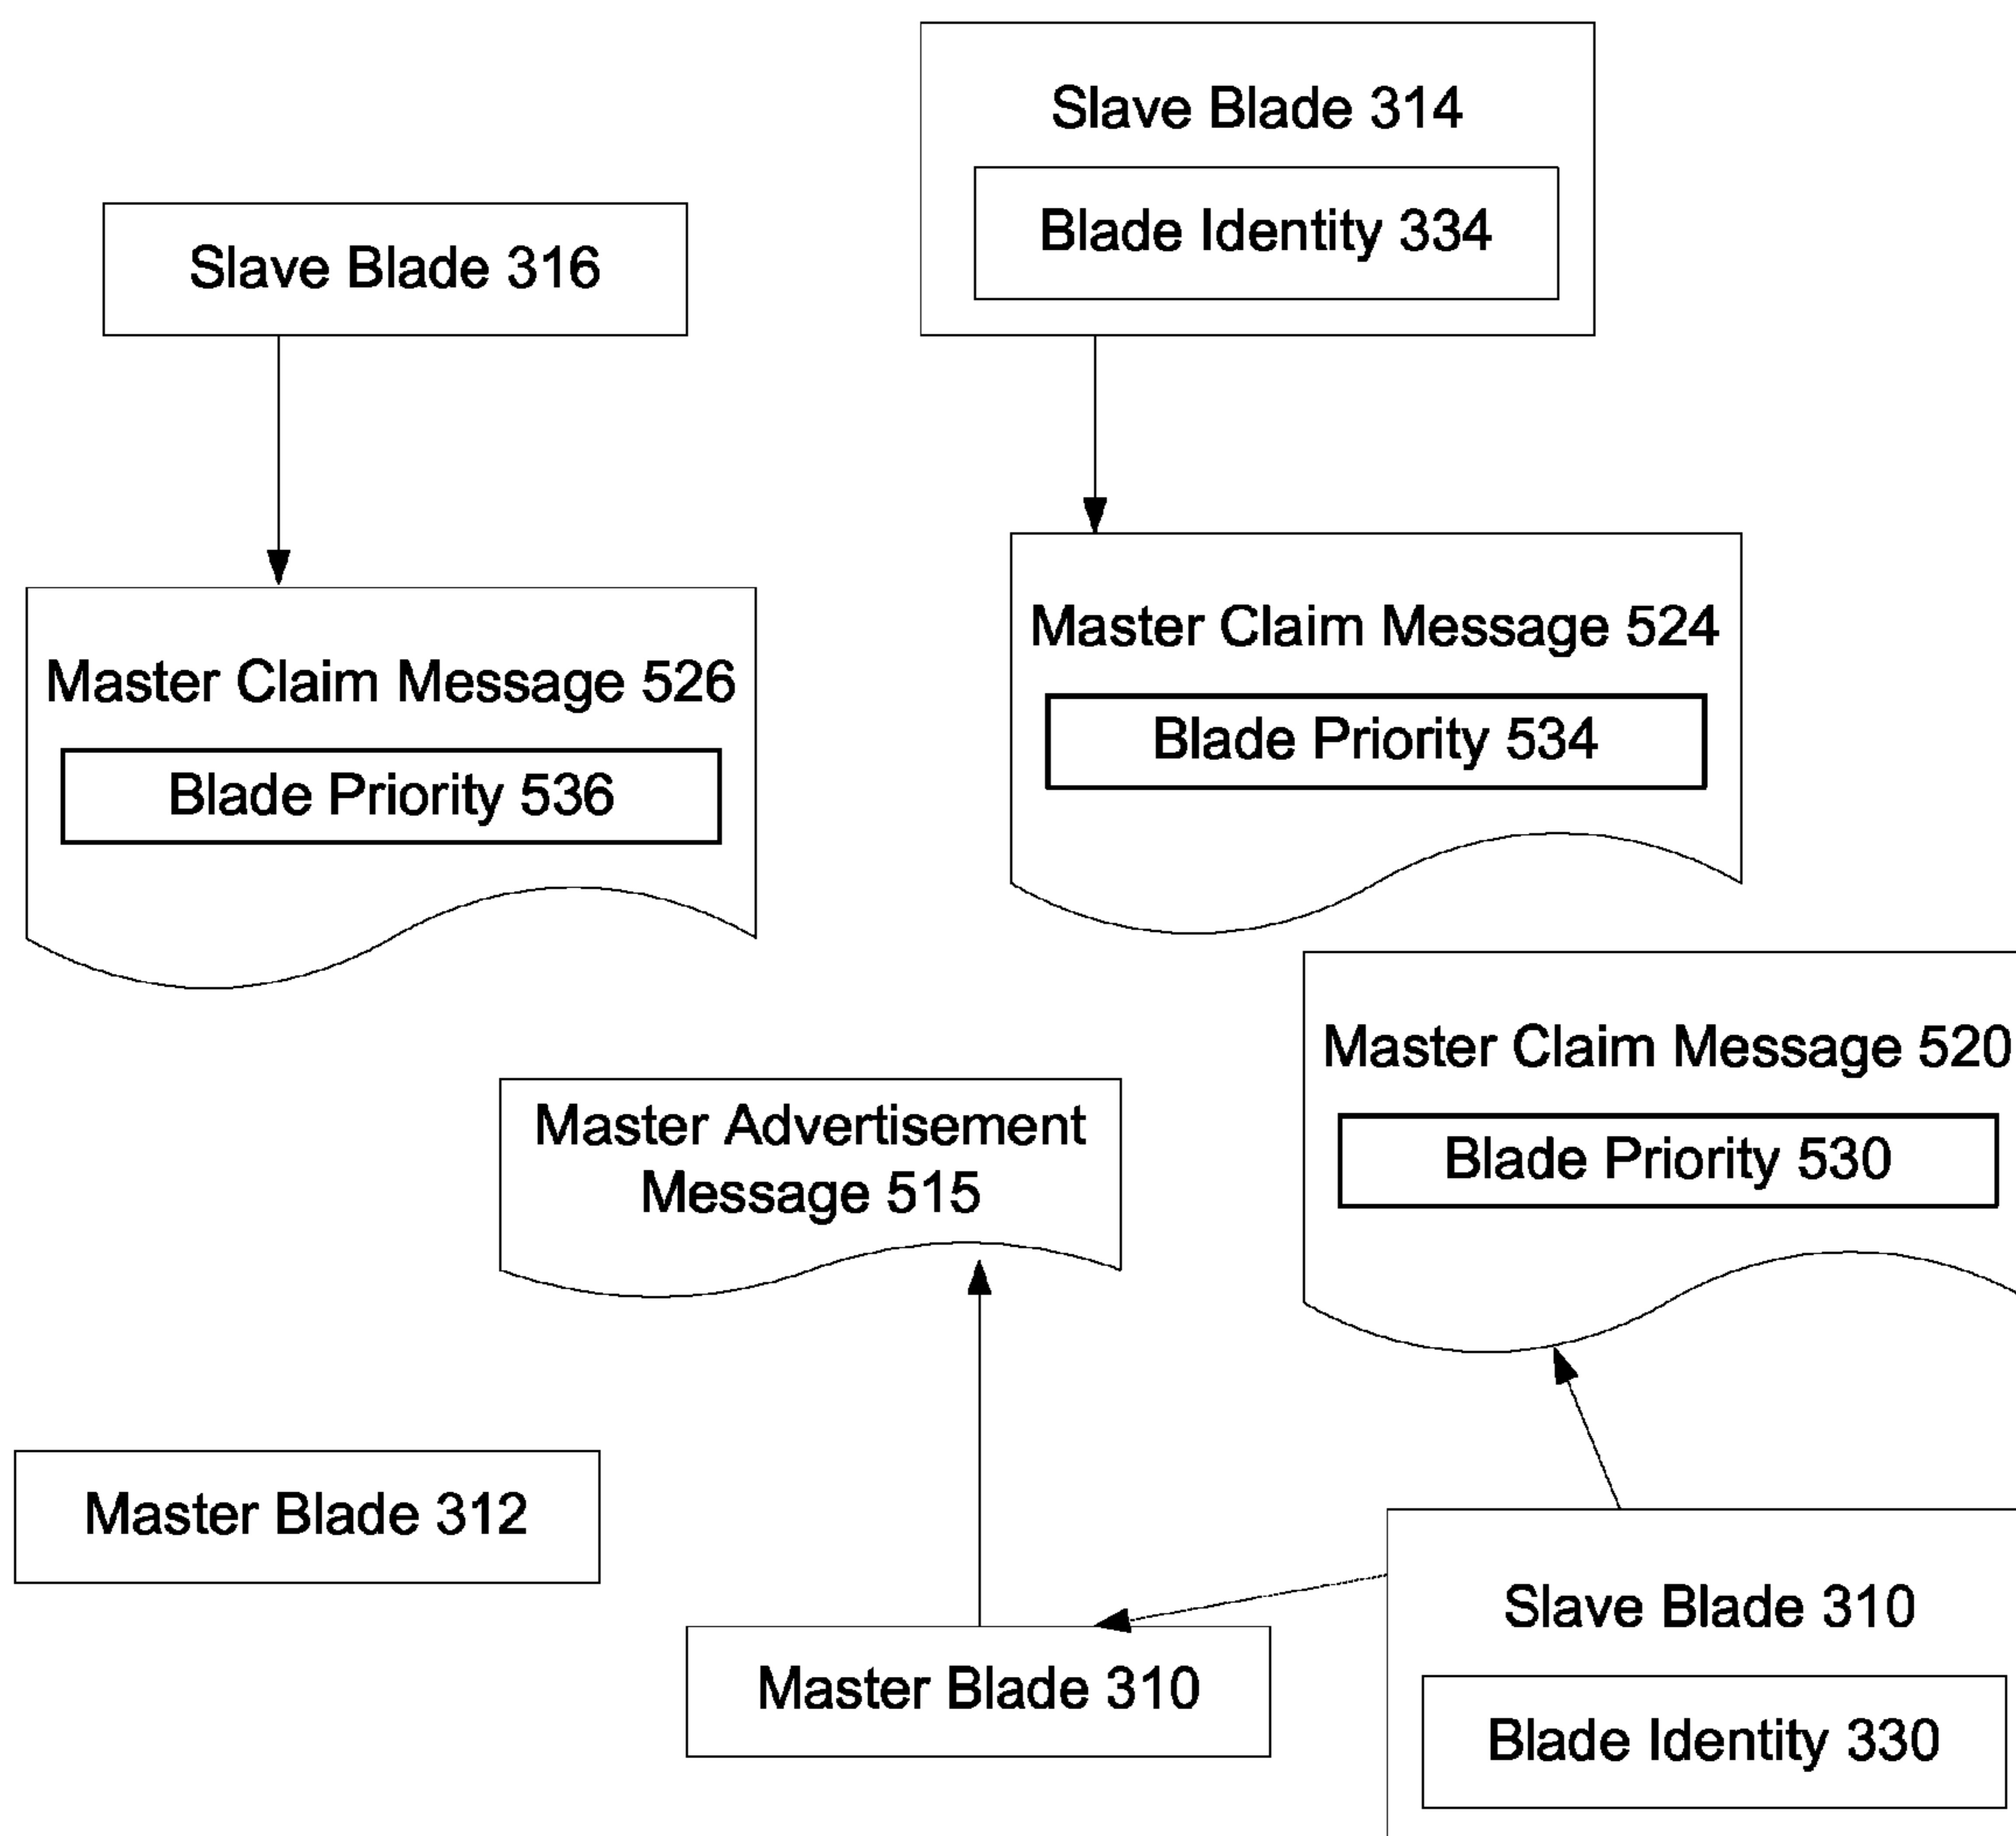 Slave Blade 314
Blade Identity 334
Slave Blade 316
Master Claim Message 524
Blade Priority 534
Master Claim Message 526
Blade Priority 536
Master Claim Message 520
Blade Priority 530
Master Advertisement
Message 515
Master Blade 312
Master Blade 310
Slave Blade 310
Blade Identity 330